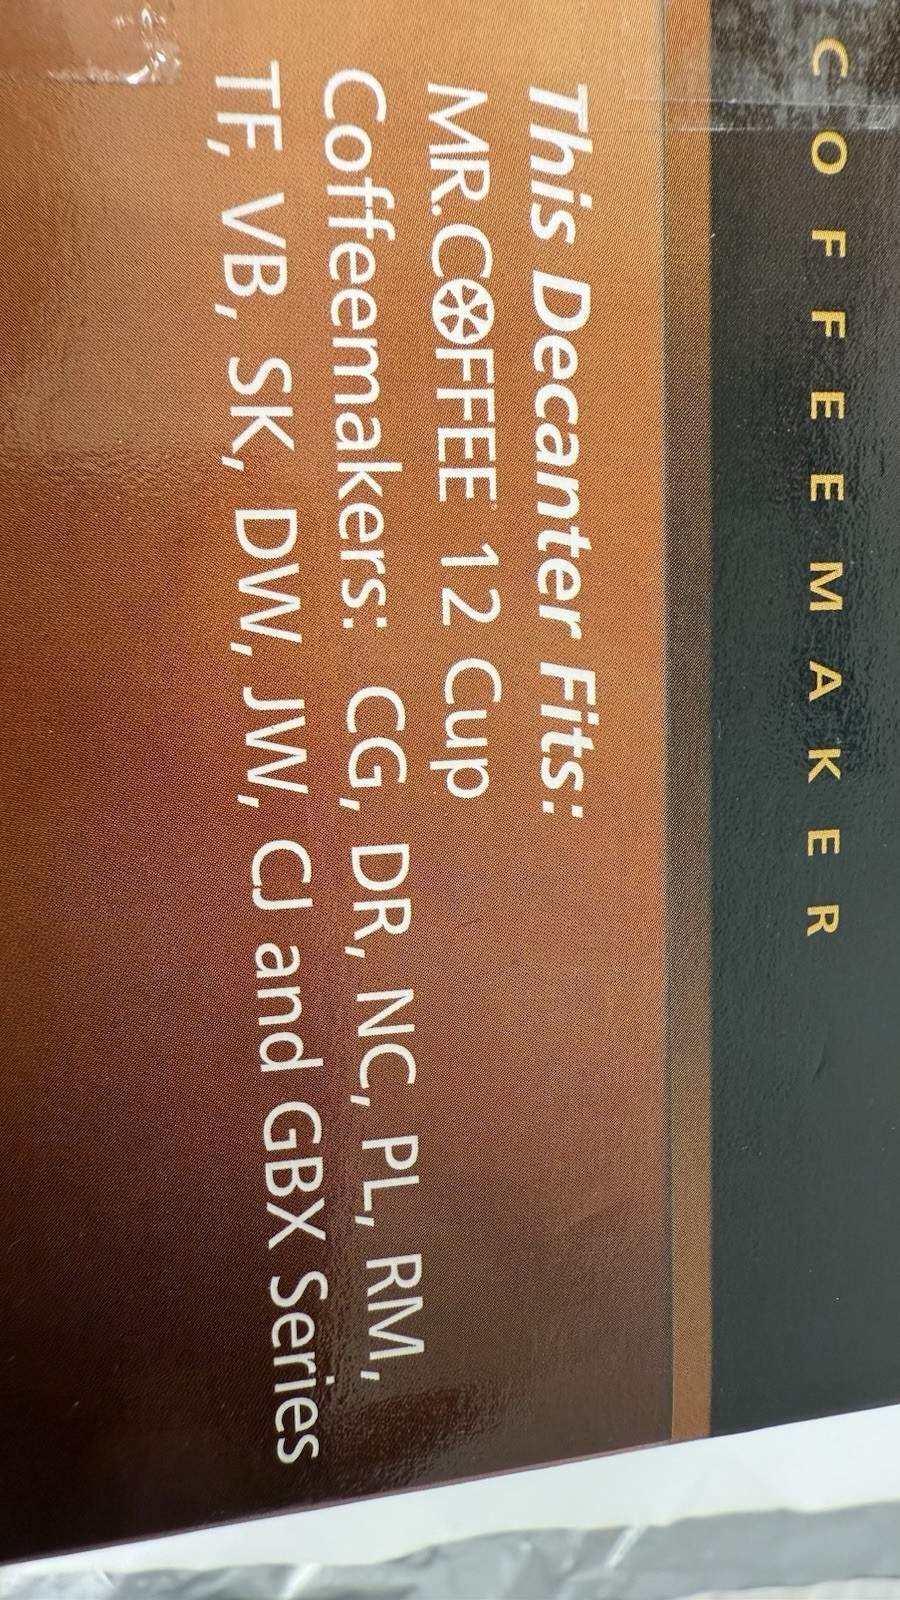 COFFEEMAKER
This Decanter Fits:
MR.COFFEE 12 Cup
Coffeemakers: CG, DR, NC, PL, RM,
TF, VB, SK, DW, JW, CJ and GBX Series